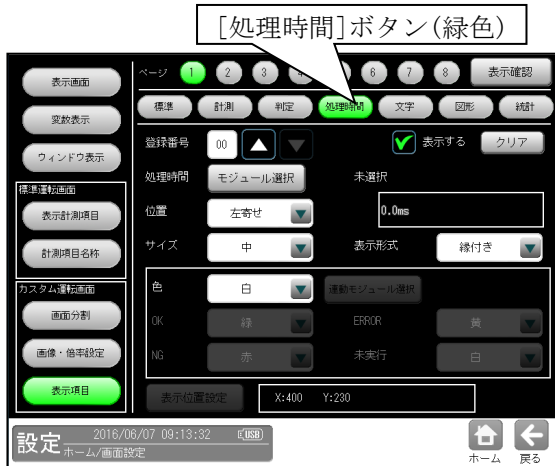 [処理時間]ボタン(緑色)
ページ 1 2 3 4 6 7 8 表示確認
標準 計測 判定 処理時間 文字 図形 統計
表示画面
変数表示
ウィンドウ表示
標準運転画面
表示計測項目
計測項目名称
カスタム運転画面
画面分割
画像・倍率設定
表示項目
登録番号 00 表示する クリア
処理時間 モジュール選択 未選択
位置 左寄せ 0.0ms
サイズ 中 表示形式 縁付き
色 白 連動モジュール選択
OK 緑 ERROR 黄
NG 赤 未実行 白
表示位置設定 X:400 Y:230
設定 2016/06/07 09:13:32 USB
ホーム/画面設定
ホーム 戻る